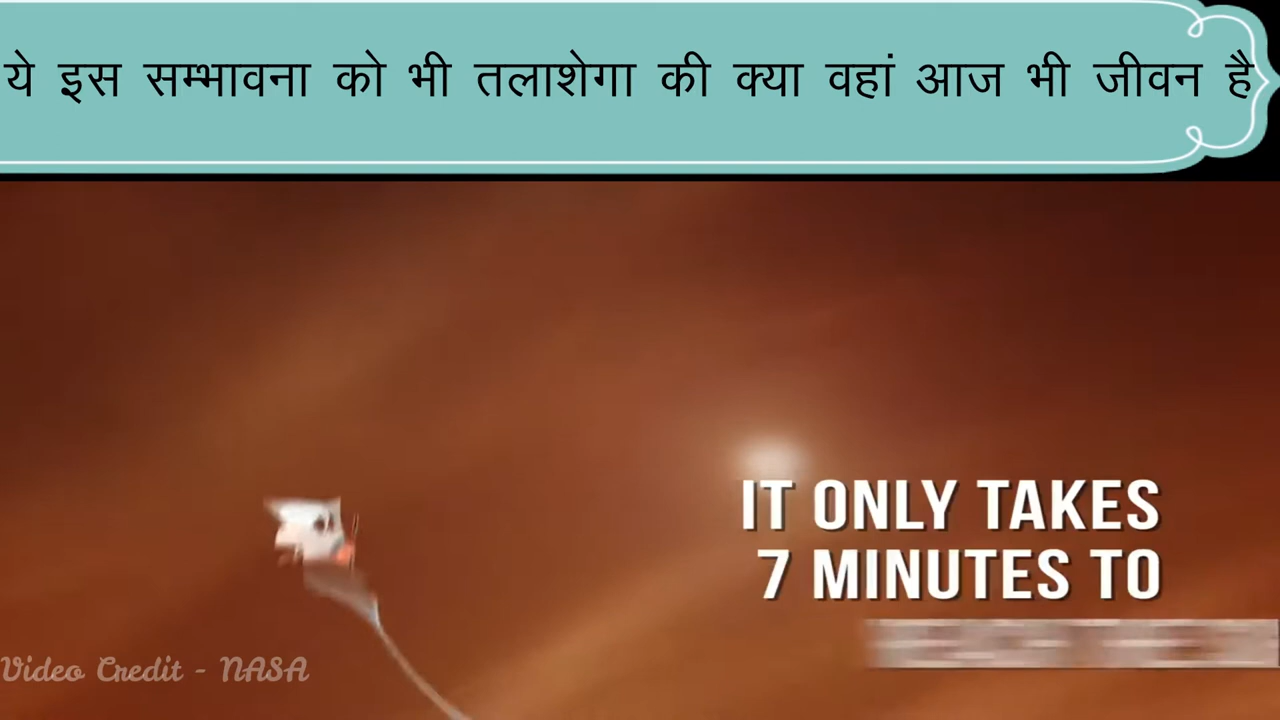 ये इस सम्भावना को भी तलाशेगा की क्या वहां आज भी जीवन है
IT ONLY TAKES
7 MINUTES TO
Video Credit - NASA